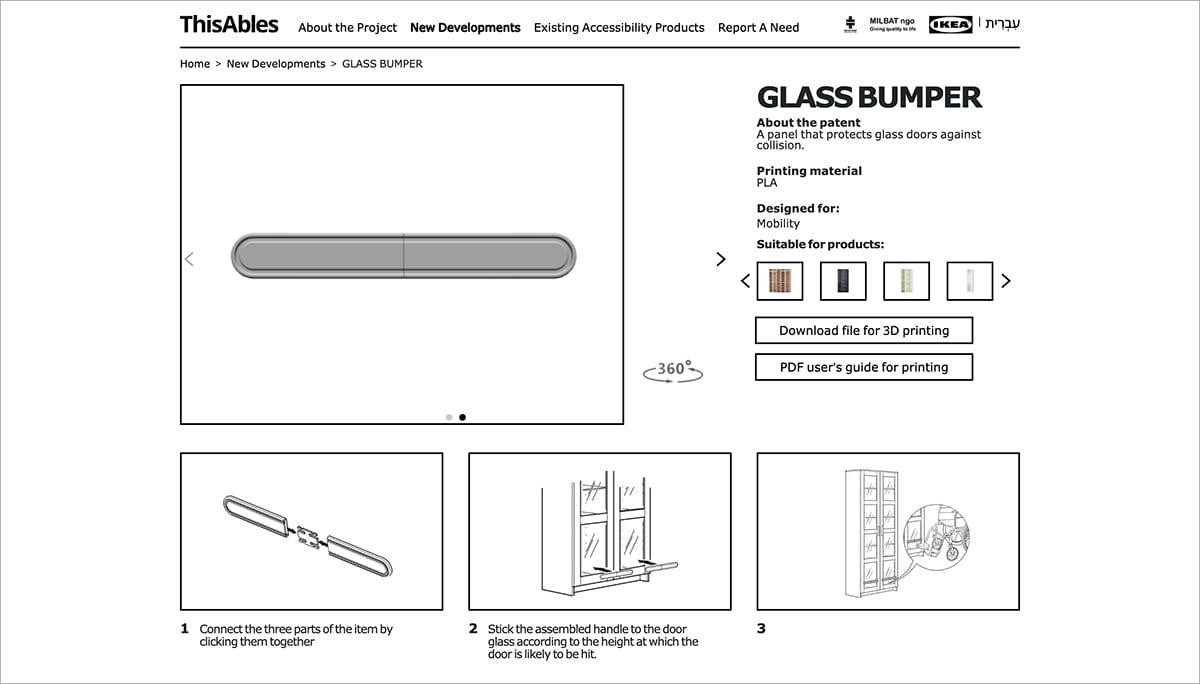 ThisAbles
About the Project
New Developments
Existing Accessibility Products
Report A Need
MILBAT ngo
Giving quality to life
IKEA
עִבְרִית
Home > New Developments > GLASS BUMPER
GLASS BUMPER
About the patent
A panel that protects glass doors against
collision.
Printing material
PLA
Designed for:
Mobility
Suitable for products:
Download file for 3D printing
PDF user's guide for printing
360°
1 Connect the three parts of the item by
clicking them together
2 Stick the assembled handle to the door
glass according to the height at which the
door is likely to be hit.
3